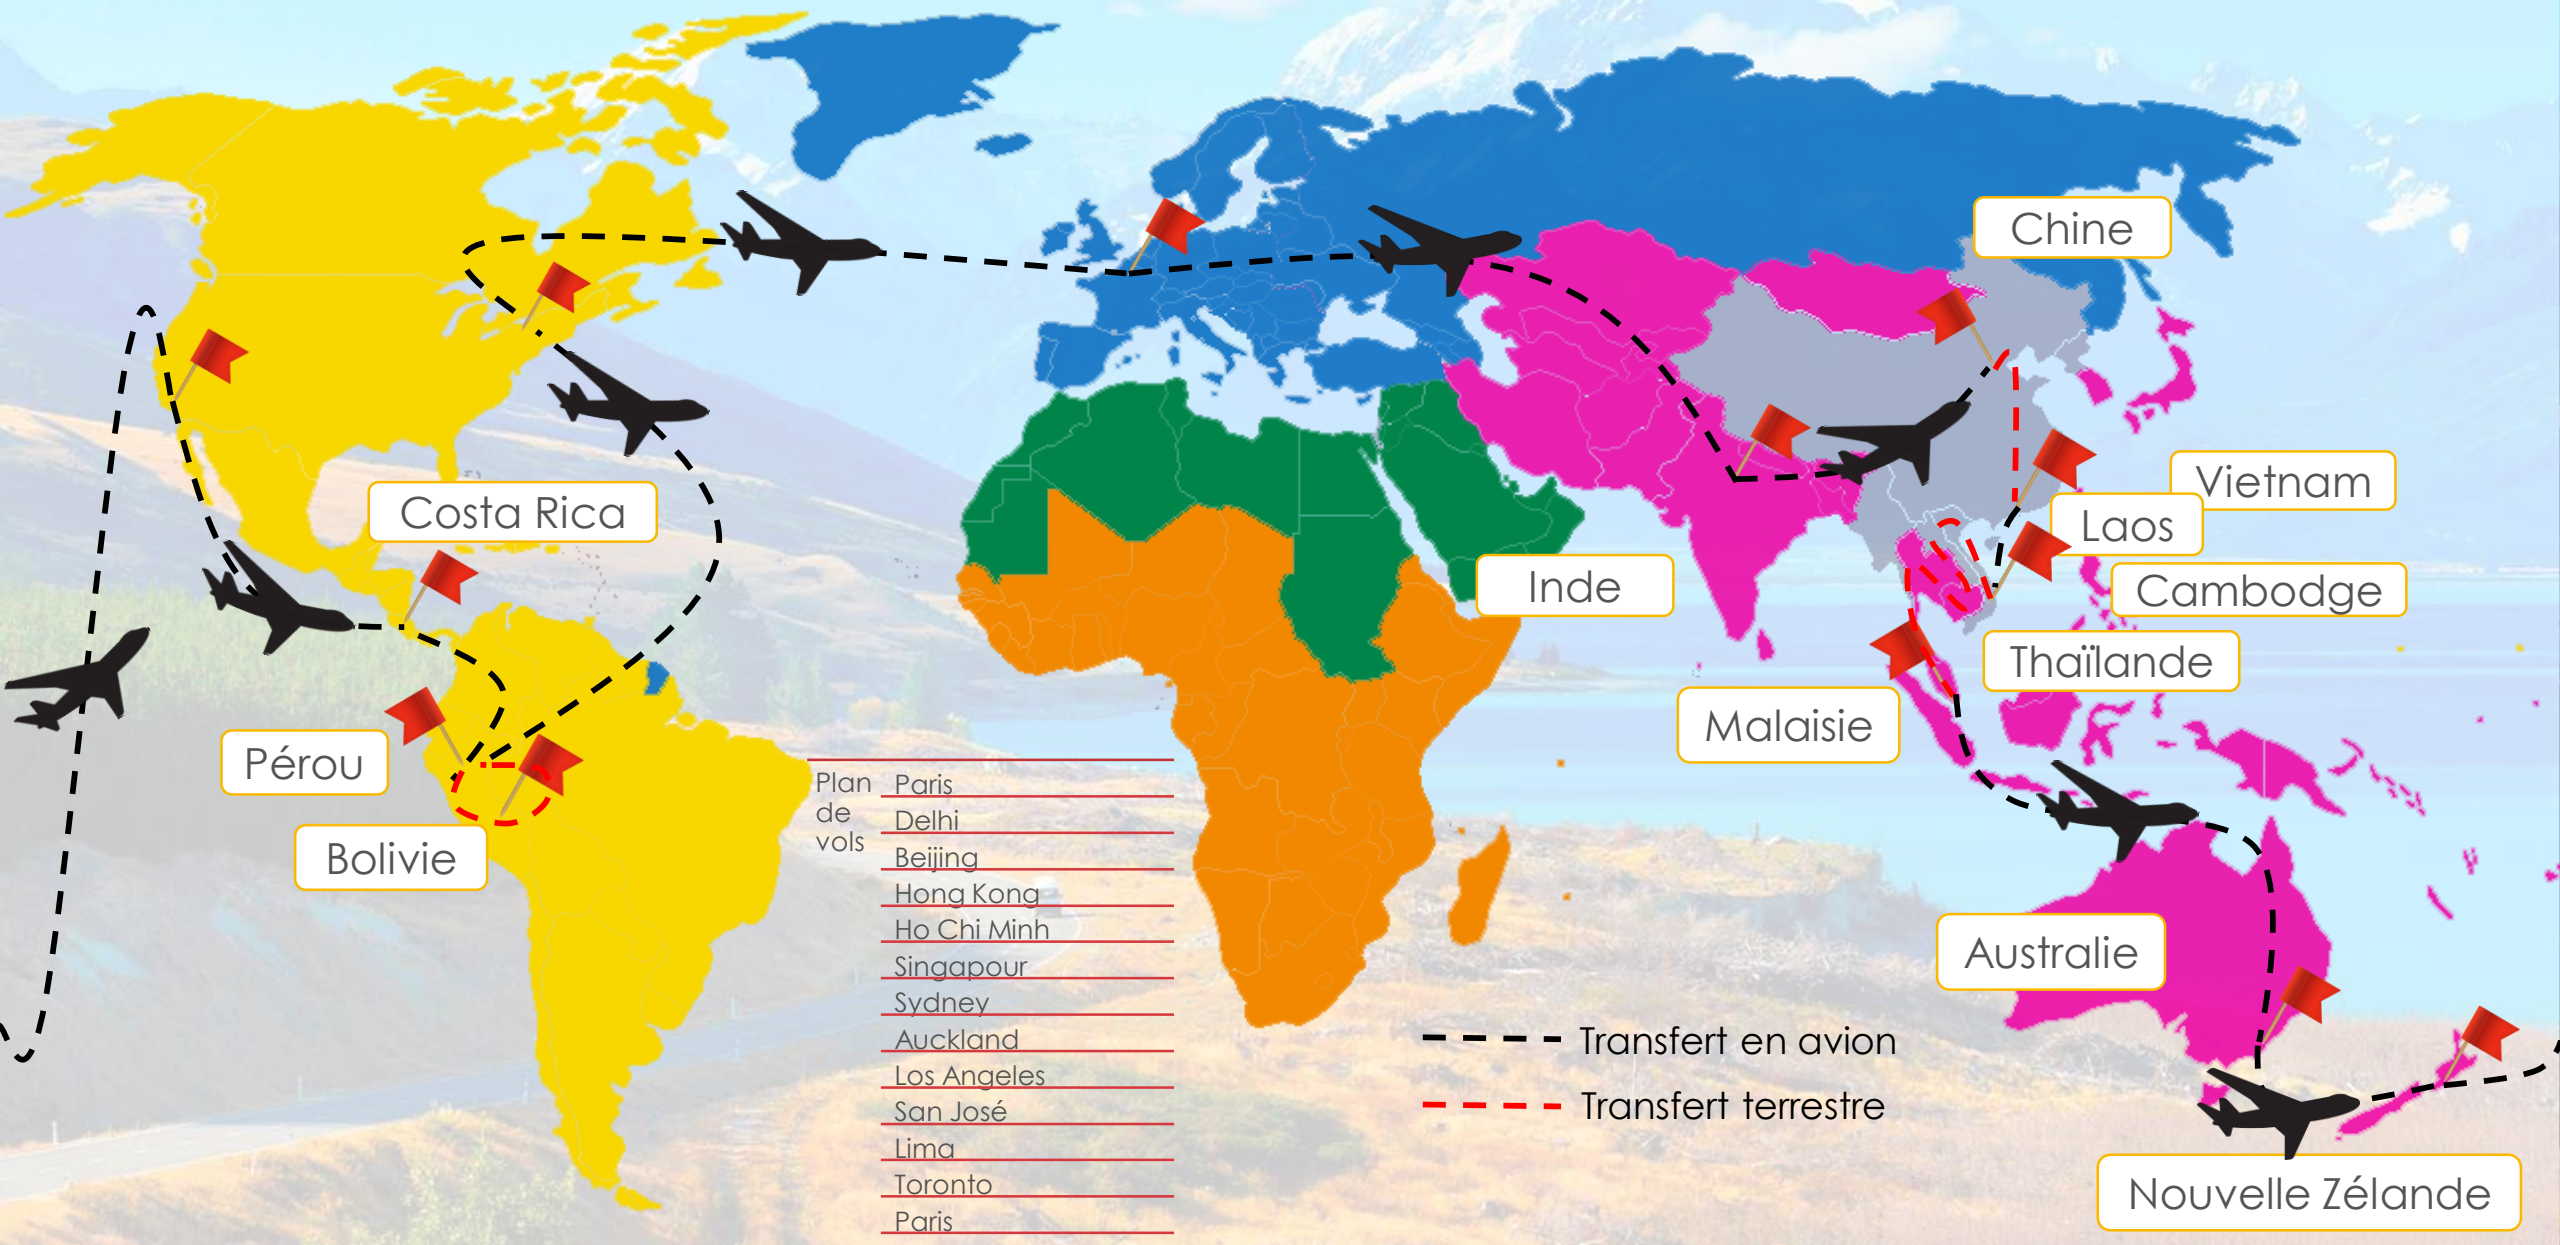 Chine
Vietnam
Laos
Costa Rica
Inde
Cambodge
Thaïlande
Malaisie
Pérou
Bolivie
Australie
Nouvelle Zélande
Plan
de
vols
Paris
Delhi
Beijing
Hong Kong
Ho Chi Minh
Singapour
Sydney
Auckland
Los Angeles
San José
Lima
Toronto
Paris
Transfert en avion
Transfert terrestre